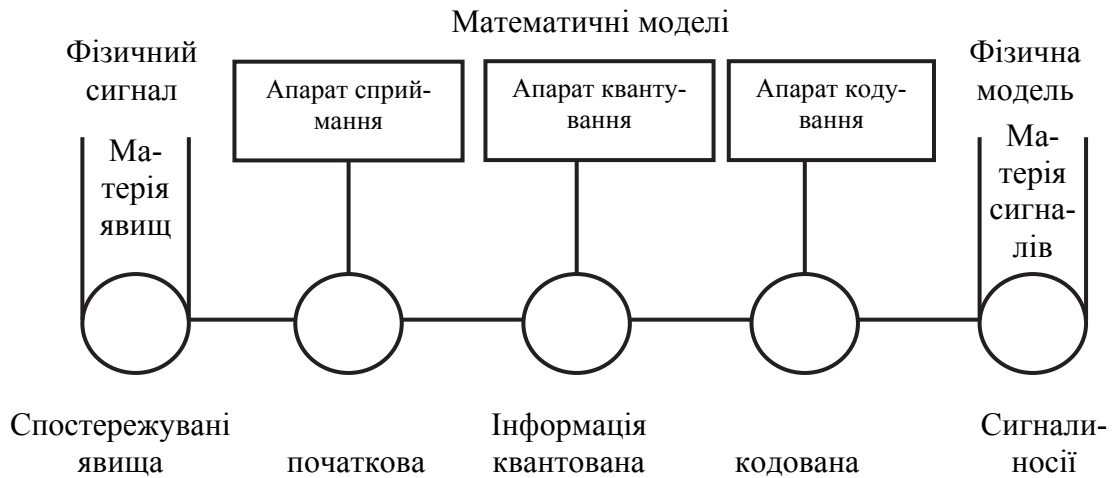 Математичні моделі
Фізичний
сигнал
Фізична
модель
Апарат сприй-
мання
Апарат кванту-
вання
Апарат коду-
вання
Ма-
терія
явищ
Ма-
терія
сигна-
лів
Спостережувані
явища
початкова
Інформація
квантована
кодована
Сигнали-
носії